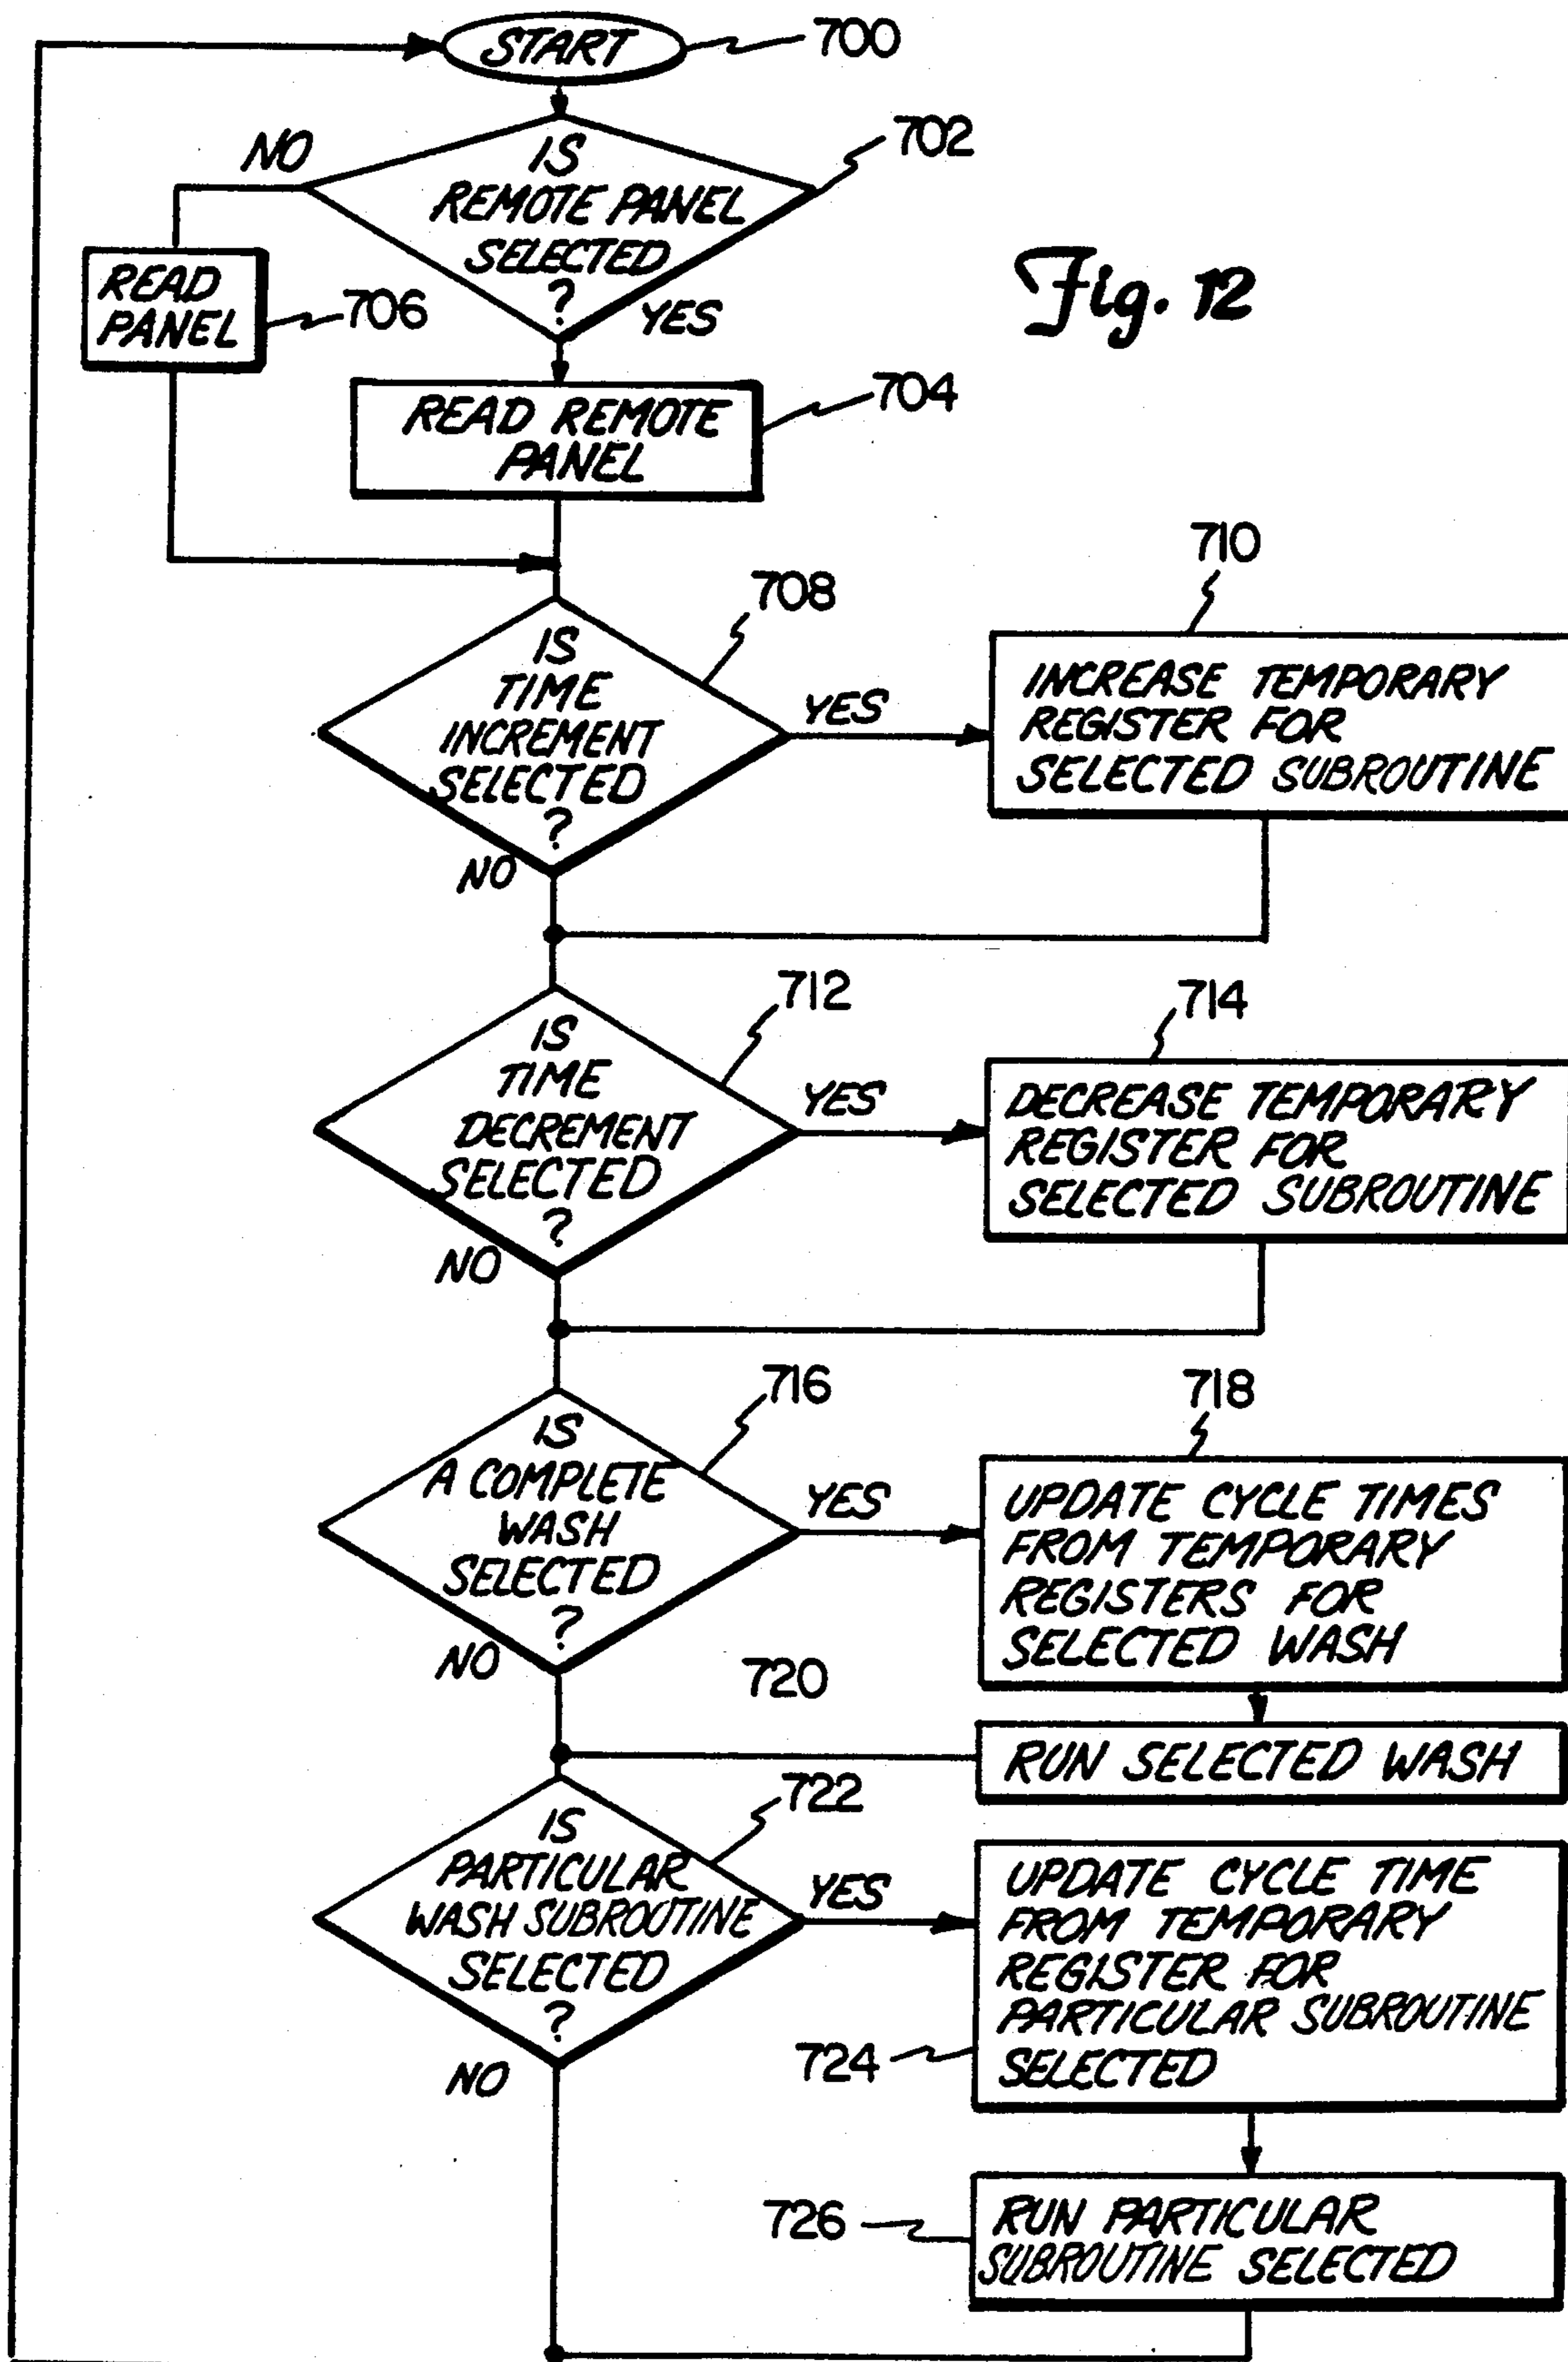 START
700
NO
IS
REMOTE PANEL
SELECTED
?
702
YES
Fig. 12
READ
PANEL
706
READ REMOTE
PANEL
704
708
710
IS
TIME
INCREMENT
SELECTED
?
YES
NO
INCREASE TEMPORARY
REGISTER FOR
SELECTED SUBROUTINE
712
714
IS
TIME
DECREMENT
SELECTED
?
YES
NO
DECREASE TEMPORARY
REGISTER FOR
SELECTED SUBROUTINE
716
718
IS
A COMPLETE
WASH
SELECTED
?
YES
NO
UPDATE CYCLE TIMES
FROM TEMPORARY
REGISTERS FOR
SELECTED WASH
720
RUN SELECTED WASH
722
IS
PARTICULAR
WASH SUBROUTINE
SELECTED
?
YES
NO
UPDATE CYCLE TIME
FROM TEMPORARY
REGISTER FOR
PARTICULAR SUBROUTINE
SELECTED
724
726
RUN PARTICULAR
SUBROUTINE SELECTED